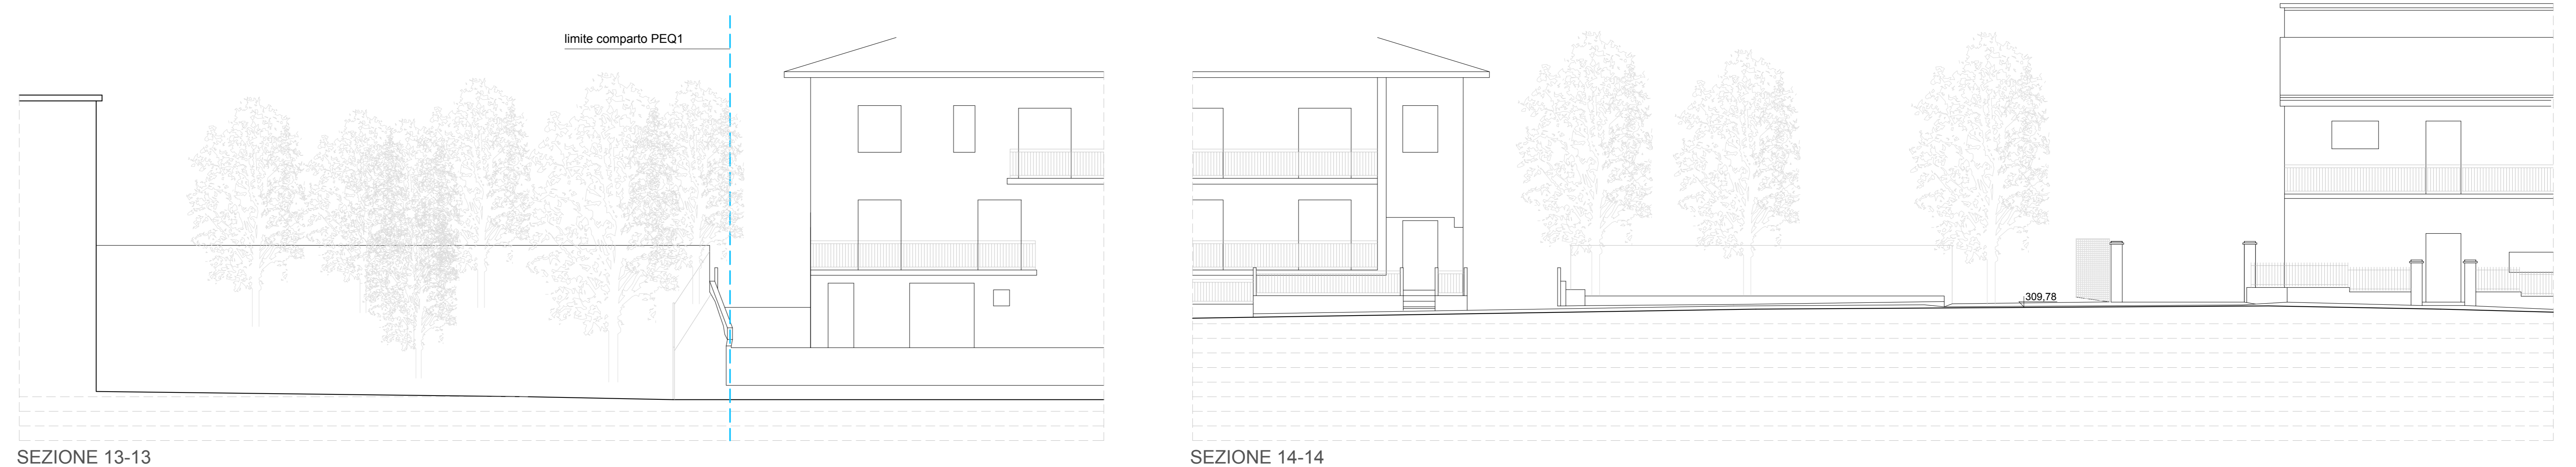 limite comparto PEQ1
309,78
SEZIONE 13-13
SEZIONE 14-14